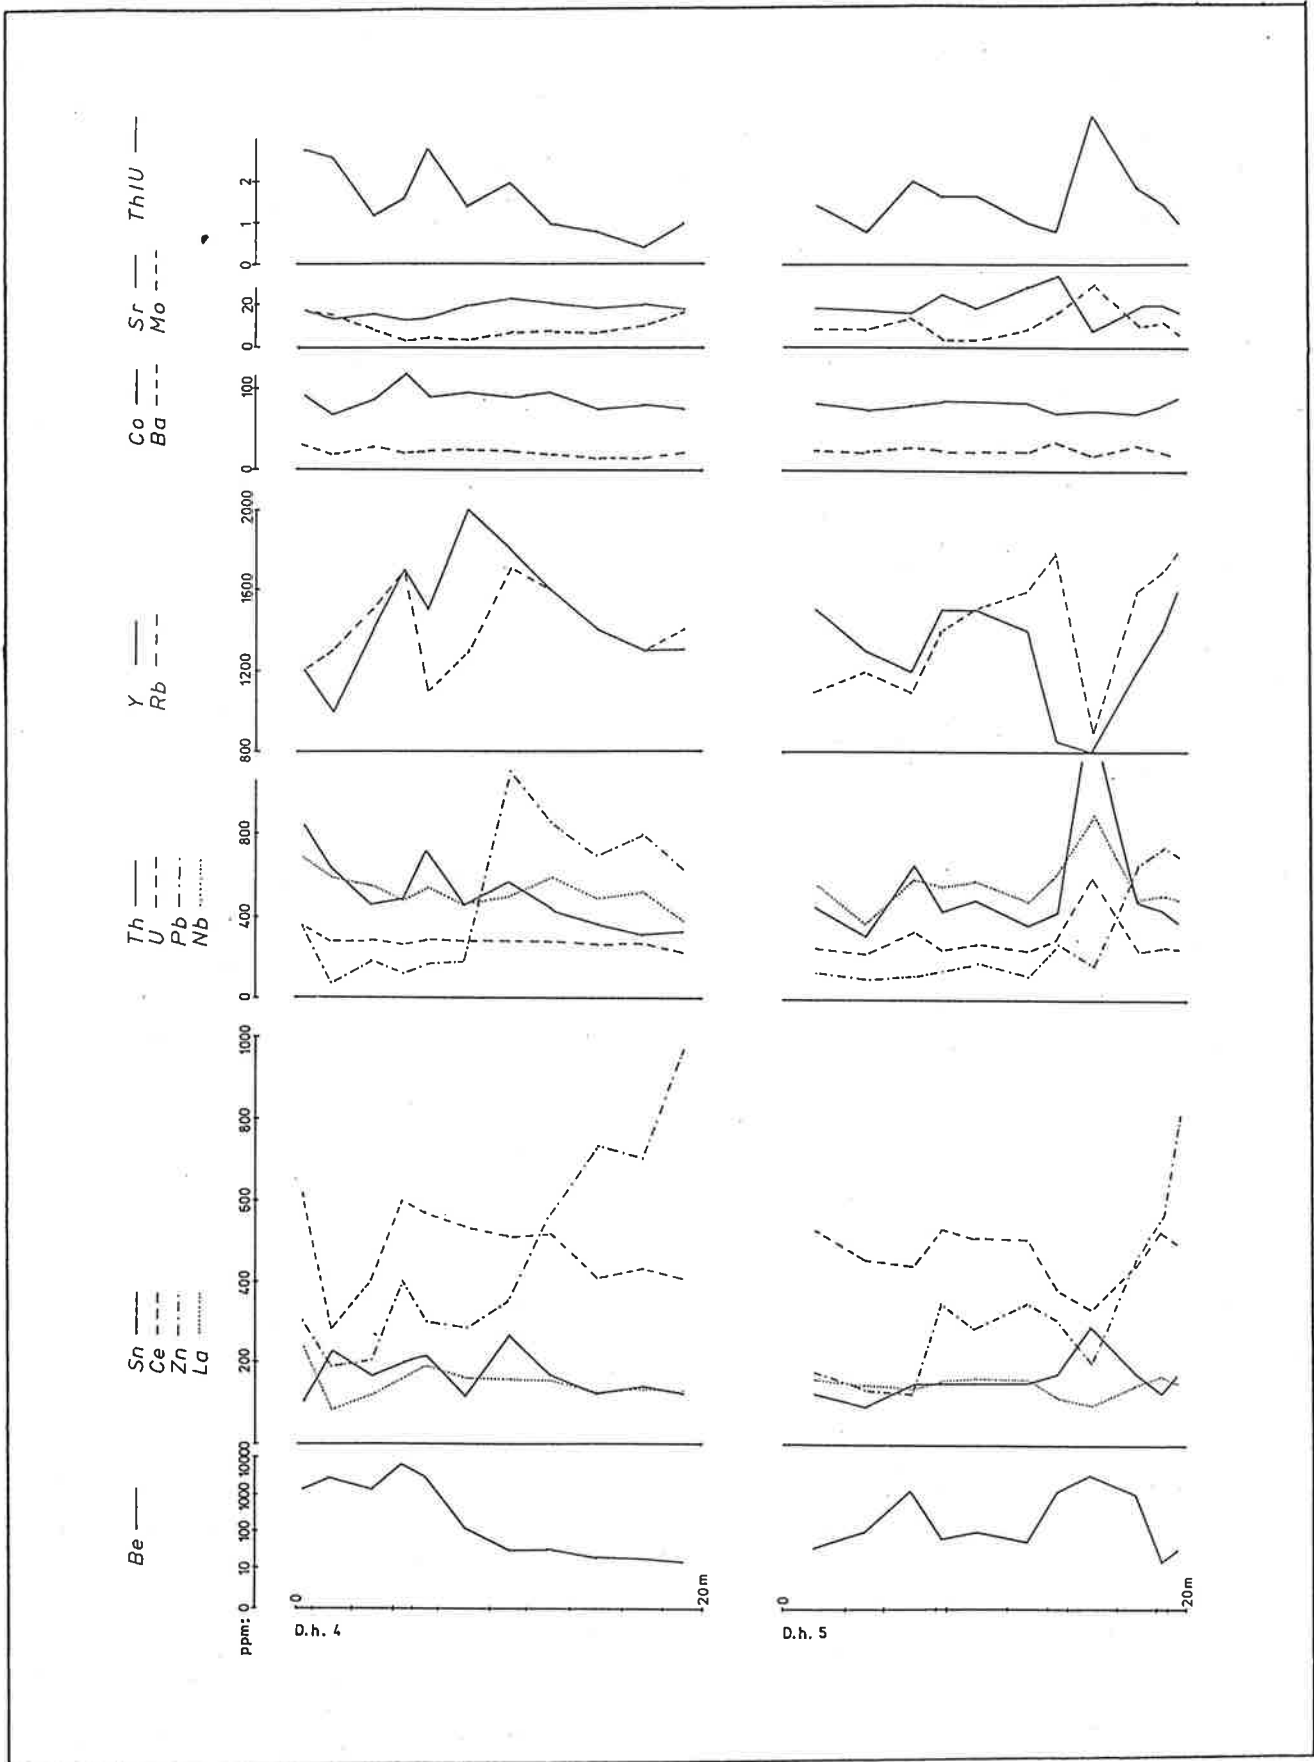 Be —
Sn —
Ce ---
Zn -·-·-
La ........
Th —
U ---
Pb -·-·-
Nb ........
Y —
Rb ---
Co —
Ba ---
Sr —
Mo ---
Th/U —
ppm:
0 10 100 1000 10000
200 400 600 800 1000
0 400 800
800 1200 1600 2000
0 100
0 20
0 1 2
0
20m
D.h. 4
0
20m
D.h. 5